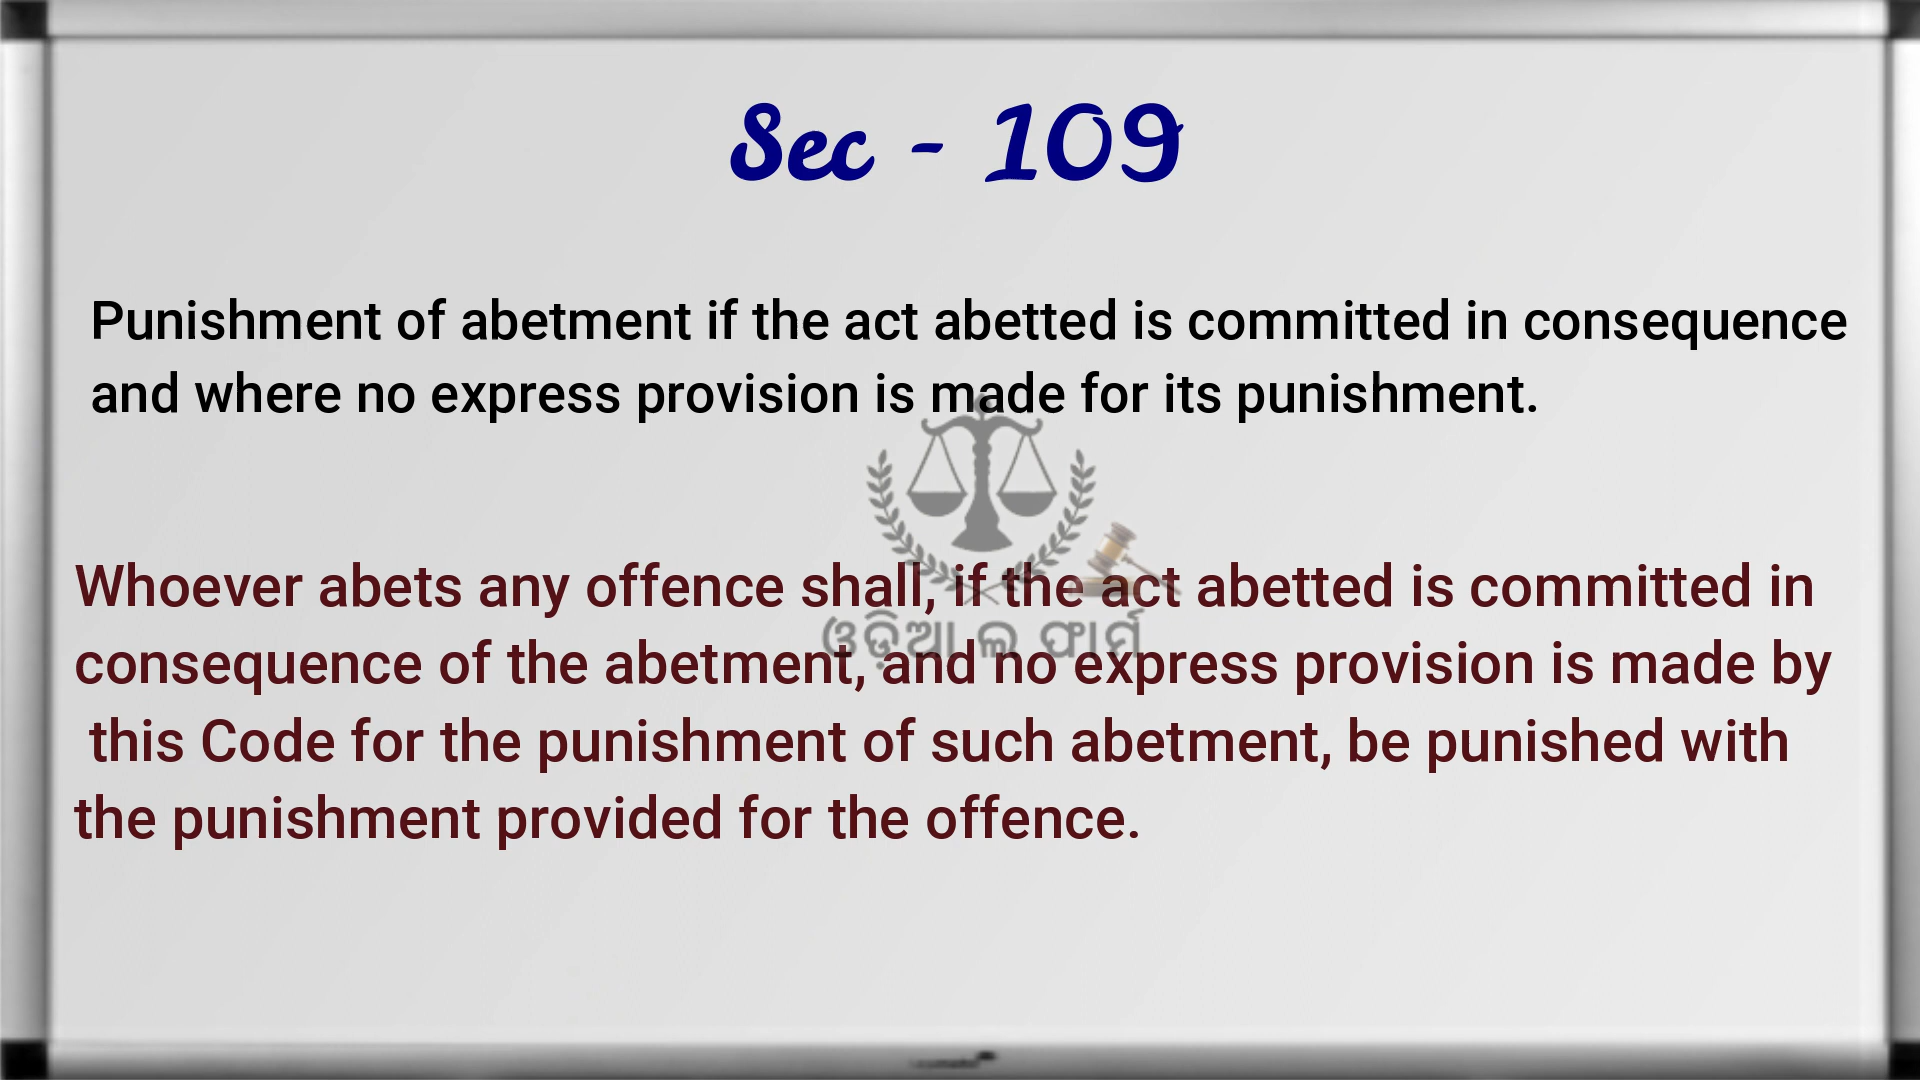 Sec - 109
Punishment of abetment if the act abetted is committed in consequence
and where no express provision is made for its punishment.
Whoever abets any offence shall, if the act abetted is committed in
consequence of the abetment, and no express provision is made by
this Code for the punishment of such abetment, be punished with
the punishment provided for the offence.
ଓଡ଼ିଆ ଲ ଫାର୍ମ